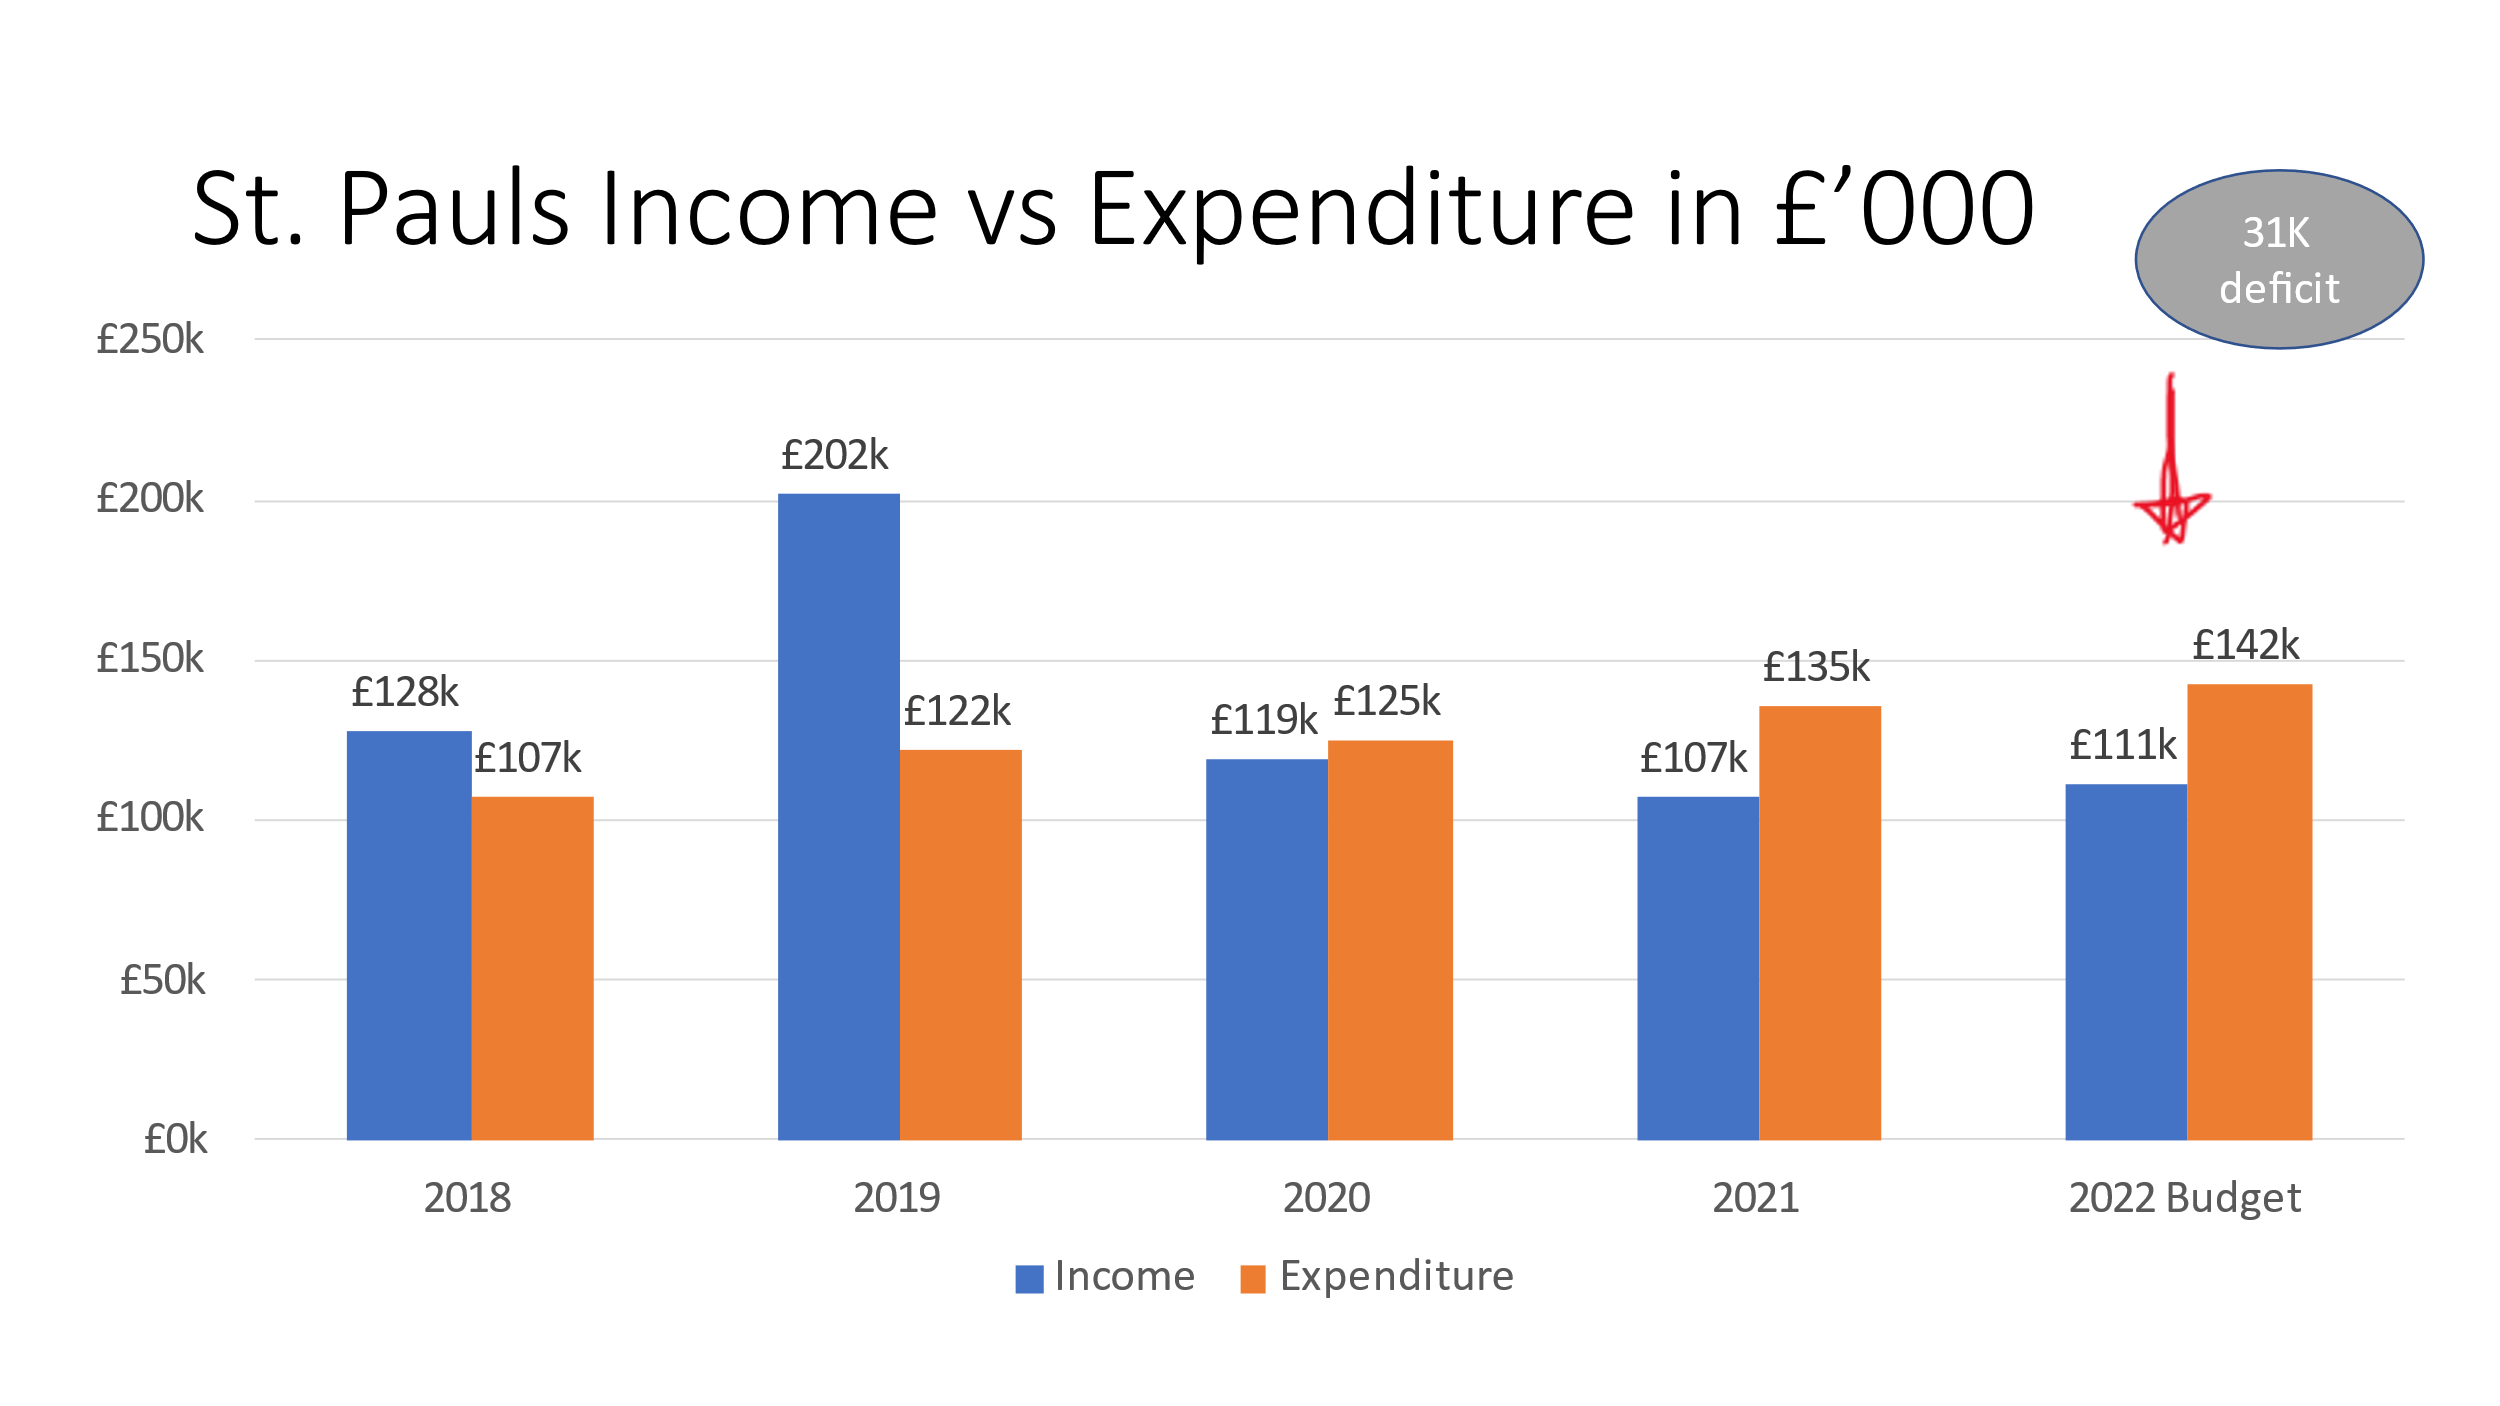 St. Pauls Income vs Expenditure in £’000
31K
deficit
£250k
£200k
£150k
£100k
£50k
£0k
£128k
£107k
£202k
£122k
£119k
£125k
£107k
£135k
£111k
£142k
2018
2019
2020
2021
2022 Budget
Income
Expenditure